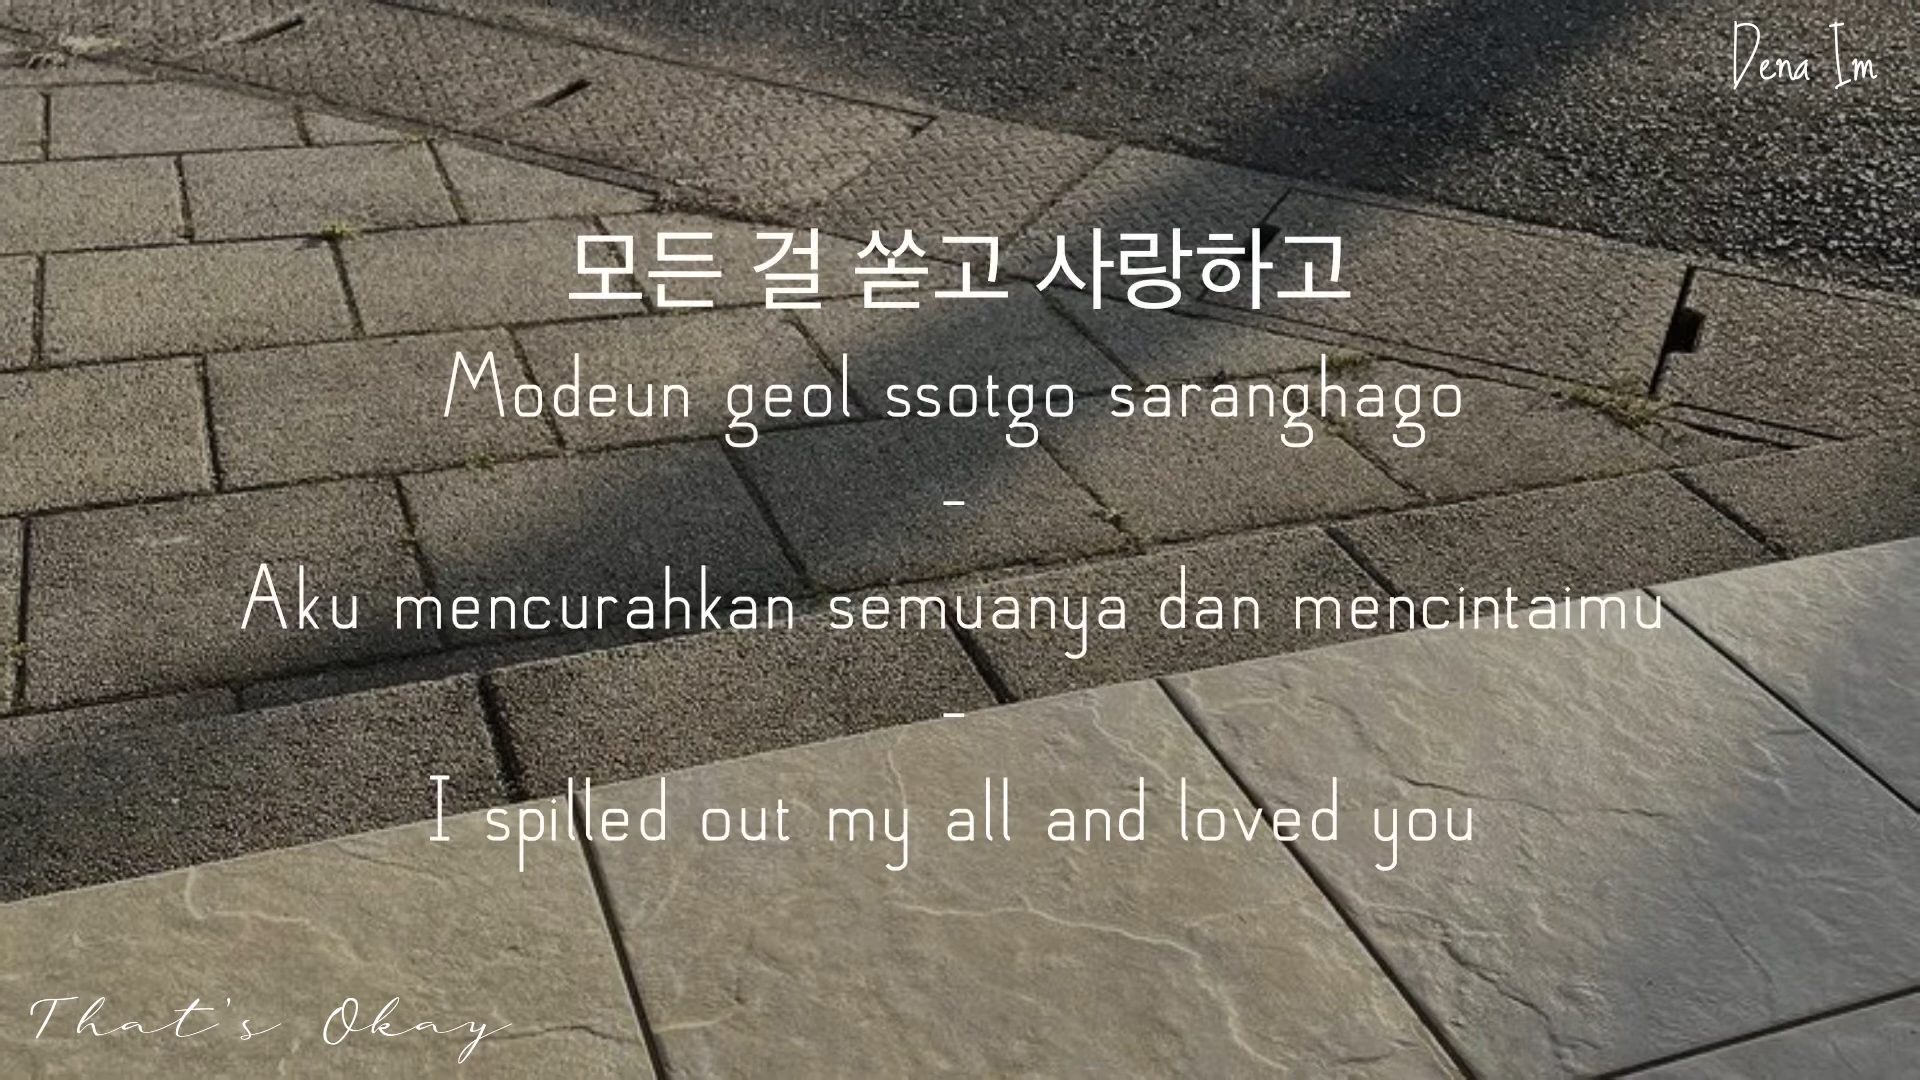 Dena Im
모든 걸 쏟고 사랑하고
Modeun geol ssotgo saranghago
-
Aku mencurahkan semuanya dan mencintaimu
-
I spilled out my all and loved you
That's Okay